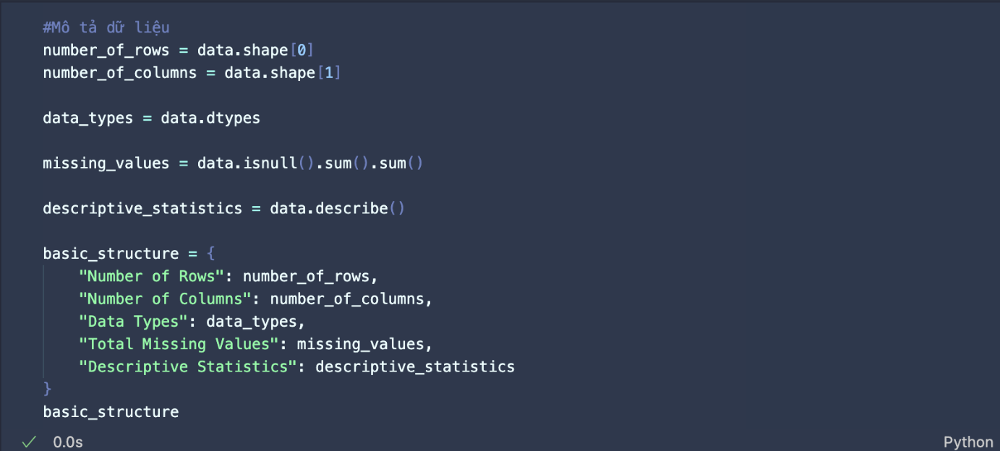 #Mô tả dữ liệu
number_of_rows = data.shape[0]
number_of_columns = data.shape[1]
data_types = data.dtypes
missing_values = data.isnull().sum().sum()
descriptive_statistics = data.describe()
basic_structure = {
    "Number of Rows": number_of_rows,
    "Number of Columns": number_of_columns,
    "Data Types": data_types,
    "Total Missing Values": missing_values,
    "Descriptive Statistics": descriptive_statistics
}
basic_structure
0.0s
Python